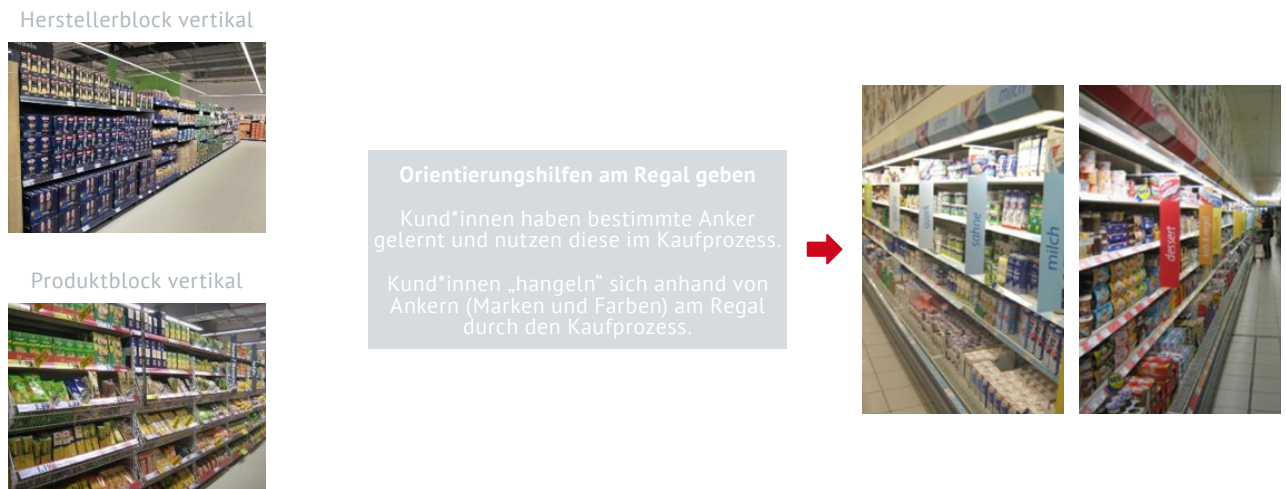 Herstellerblock vertikal
Produktblock vertikal
Orientierungshilfen am Regal geben
Kund*innen haben bestimmte Anker
gelernt und nutzen diese im Kaufprozess.
Kund*innen „hangeln“ sich anhand von
Ankern (Marken und Farben) am Regal
durch den Kaufprozess.
milch
sahne
quark
sahne
milch
dessert